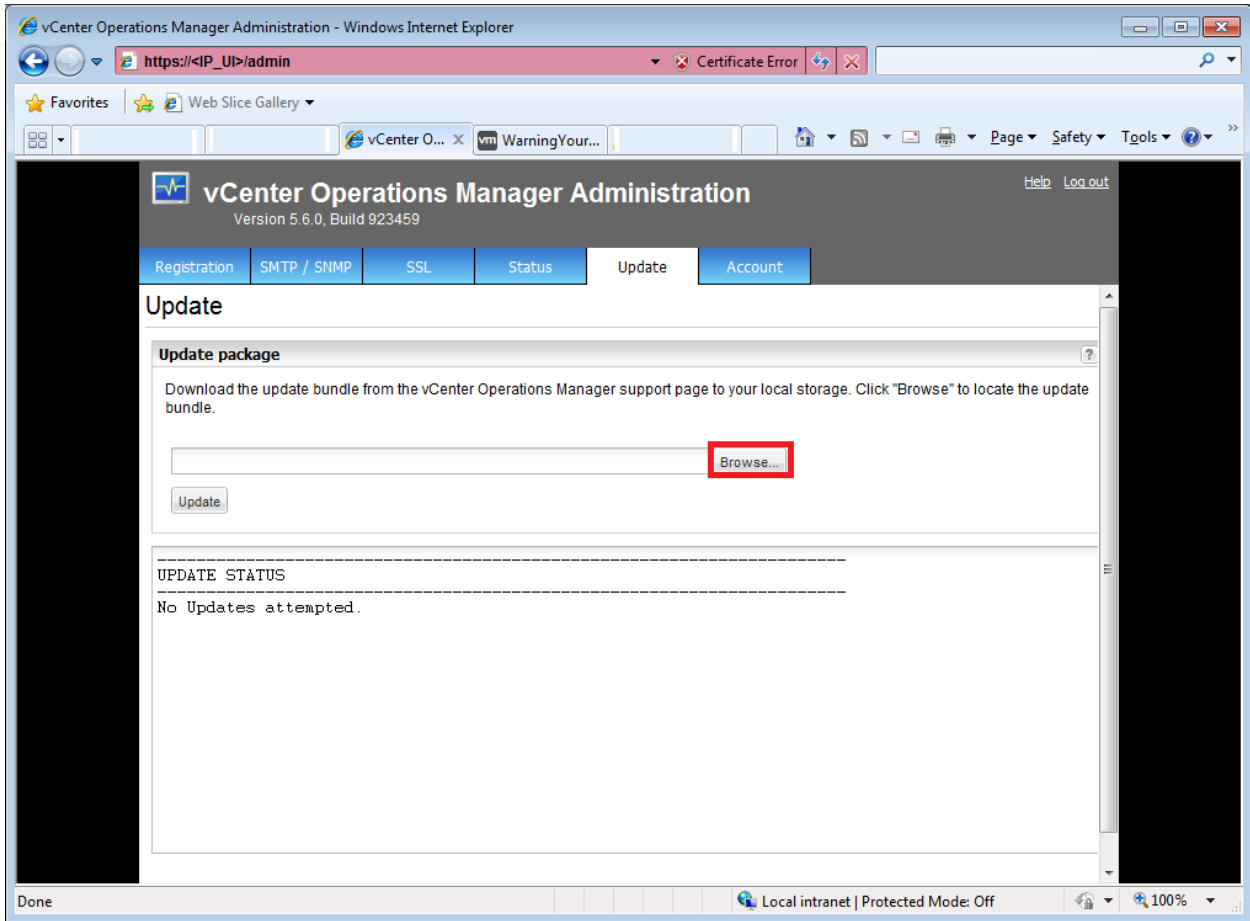 vCenter Operations Manager Administration - Windows Internet Explorer
https://<IP_UI>/admin
Certificate Error
Favorites
Web Slice Gallery
vCenter O...
WarningYour...
Page
Safety
Tools
vCenter Operations Manager Administration
Version 5.6.0, Build 923459
Help Log out
Registration
SMTP / SNMP
SSL
Status
Update
Account
Update
Update package
?
Download the update bundle from the vCenter Operations Manager support page to your local storage. Click "Browse" to locate the update
bundle.
Browse...
Update
UPDATE STATUS
No Updates attempted.
Done
Local intranet | Protected Mode: Off
100%